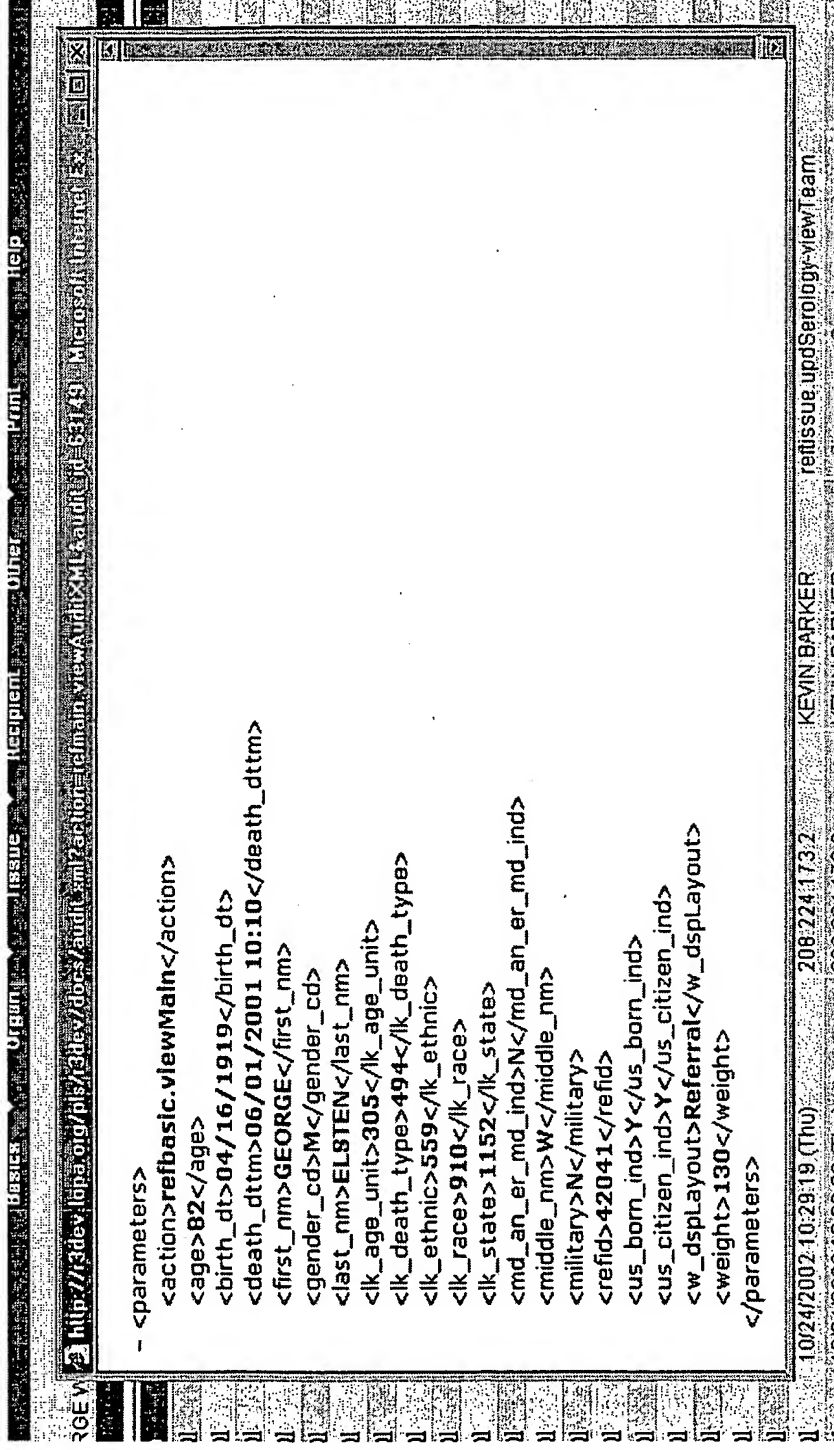 Basics Organ Tissue Recipient Other Print Help
RGE W
http://r3dev.lopa.org/pls/r3dev/docs/audit.xml?action=refmain.viewAuditXML&audit_id=63149 - Microsoft Internet Ex...
- <parameters>
<action>refbasic.viewMain</action>
<age>82</age>
<birth_dt>04/16/1919</birth_dt>
<death_dttm>06/01/2001 10:10</death_dttm>
<first_nm>GEORGE</first_nm>
<gender_cd>M</gender_cd>
<last_nm>ELSTEN</last_nm>
<lk_age_unit>305</lk_age_unit>
<lk_death_type>494</lk_death_type>
<lk_ethnic>559</lk_ethnic>
<lk_race>910</lk_race>
<lk_state>1152</lk_state>
<md_an_er_md_ind>N</md_an_er_md_ind>
<middle_nm>W</middle_nm>
<military>N</military>
<refid>42041</refid>
<us_born_ind>Y</us_born_ind>
<us_citizen_ind>Y</us_citizen_ind>
<w_dspLayout>Referral</w_dspLayout>
<weight>130</weight>
</parameters>
10/24/2002 10:29:19 (Thu) 208.224.173.2 KEVIN BARKER reftissue.updSerology-viewTeam